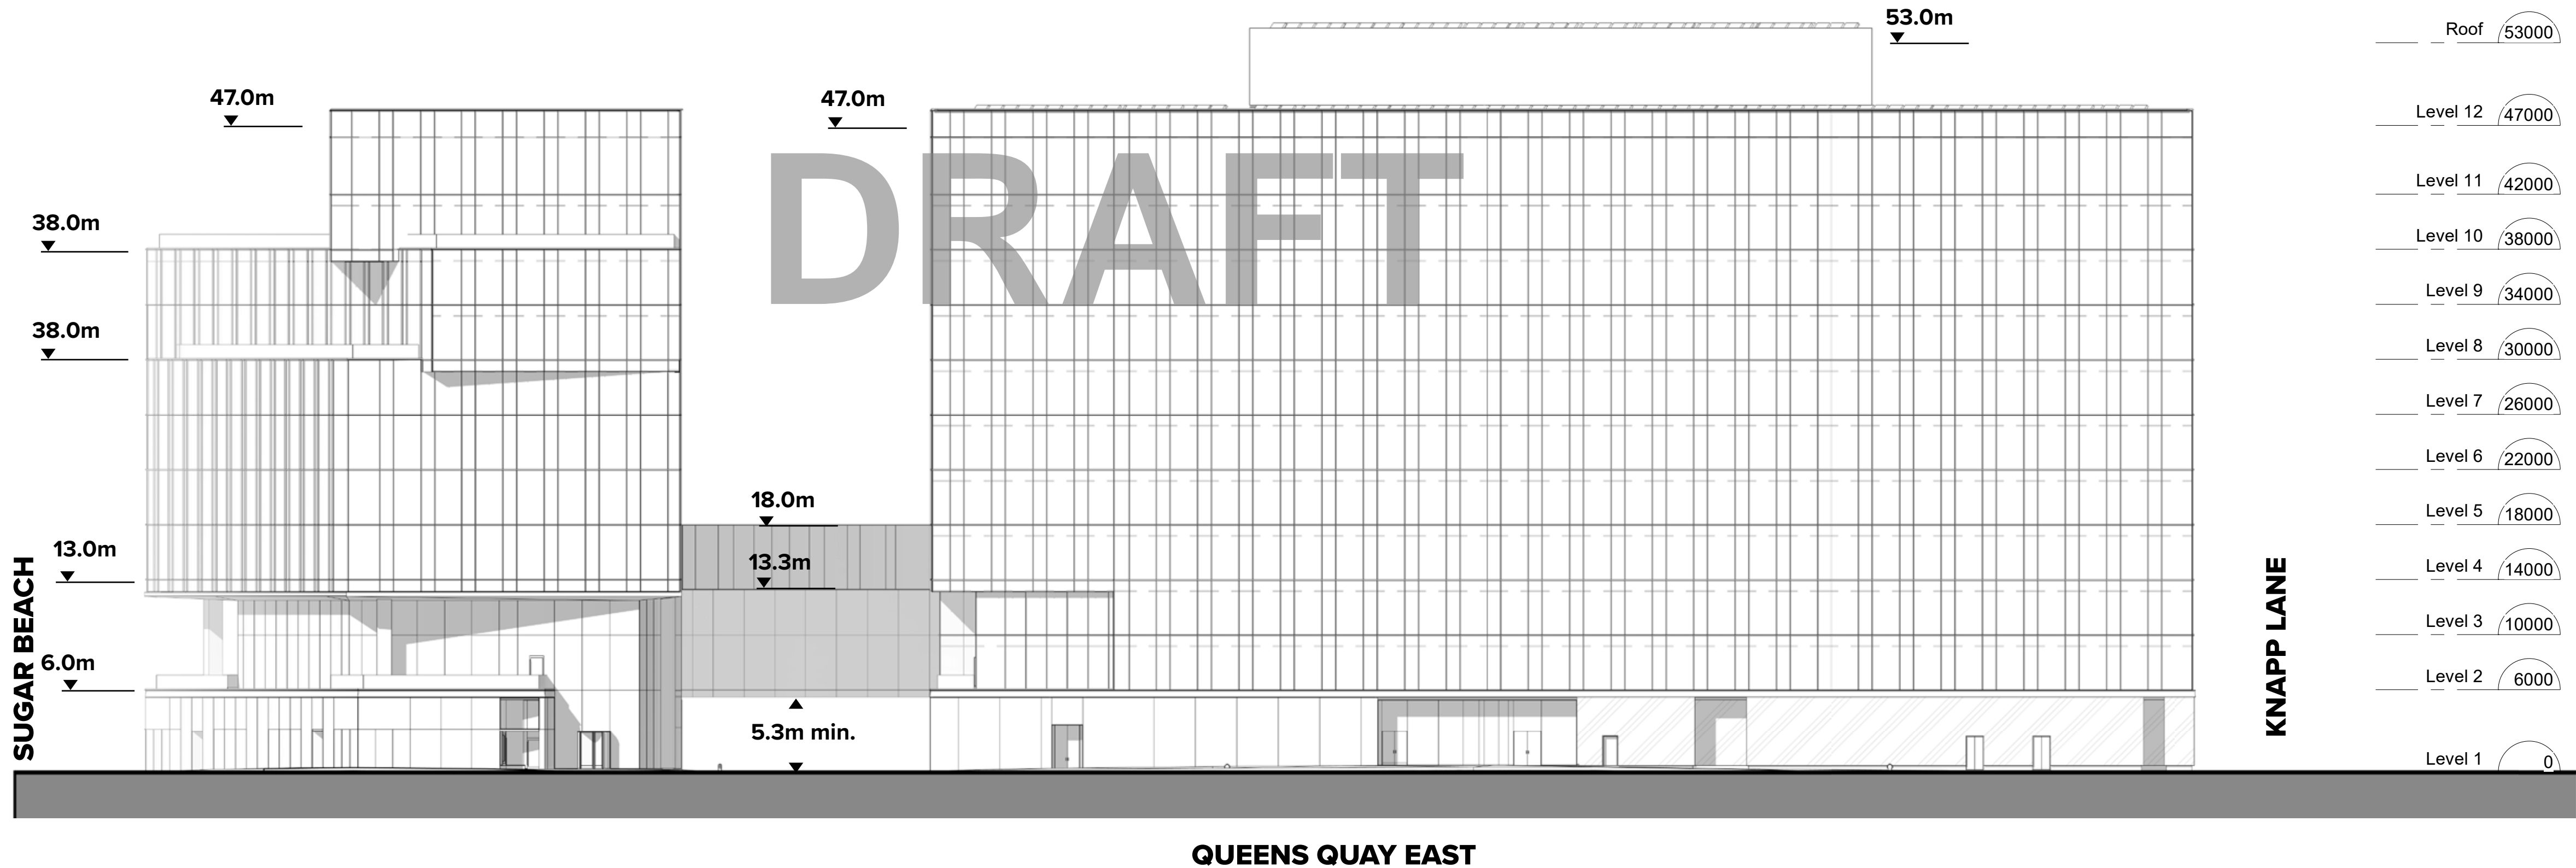 53.0m
Roof 53000
47.0m
47.0m
Level 12 47000
DRAFT
Level 11 42000
38.0m
Level 10 38000
Level 9 34000
38.0m
Level 8 30000
Level 7 26000
Level 6 22000
18.0m
Level 5 18000
13.0m
13.3m
Level 4 14000
SUGAR BEACH
KNAPP LANE
Level 3 10000
6.0m
Level 2 6000
5.3m min.
Level 1 0
QUEENS QUAY EAST